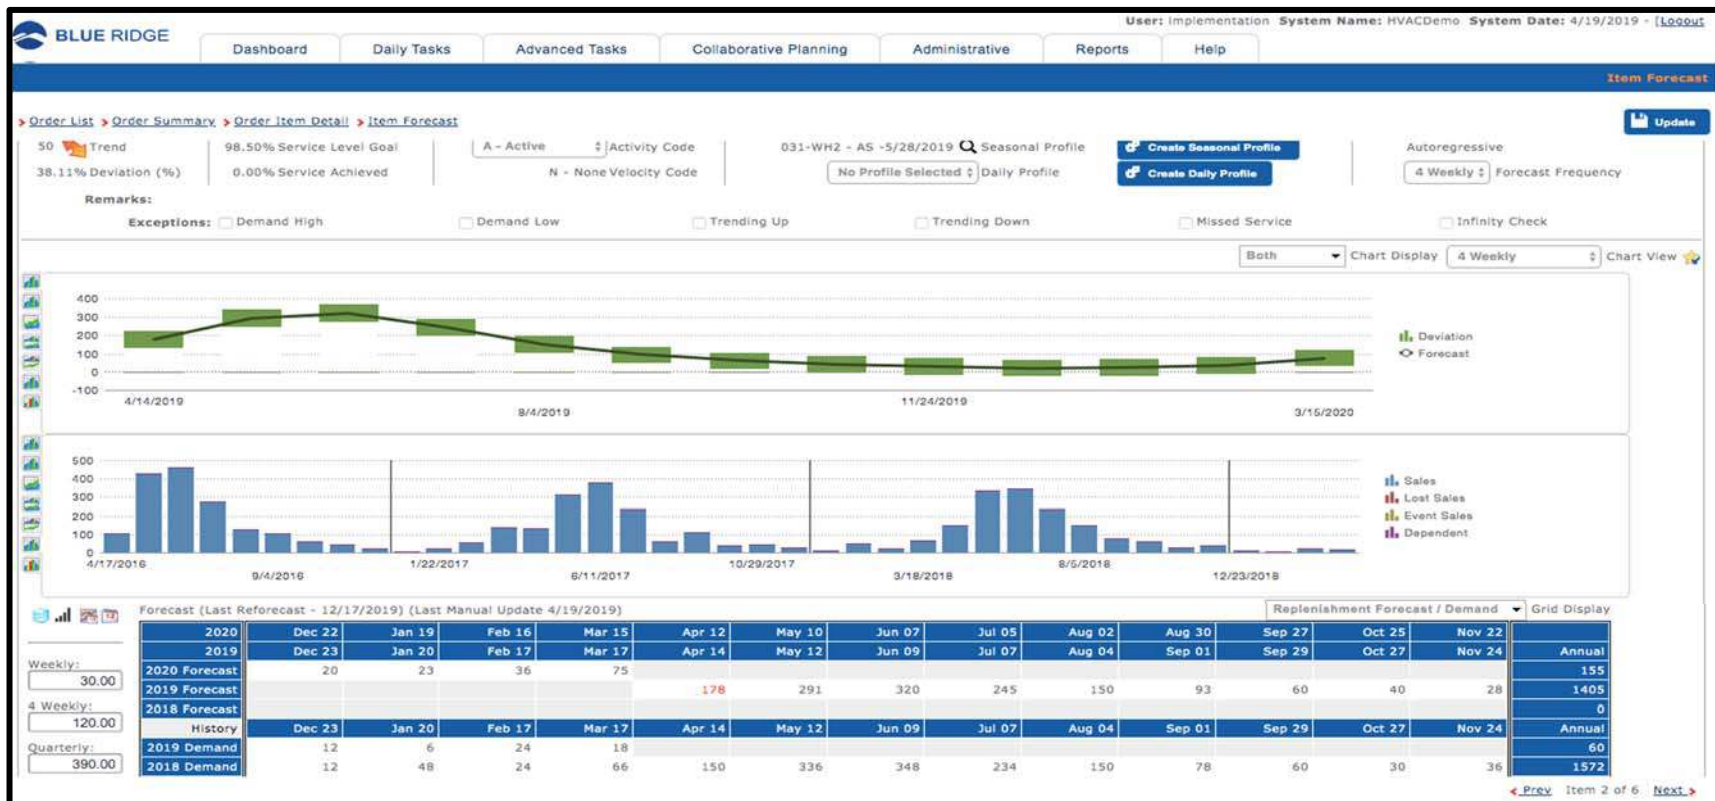 User: Implementation System Name: HVACDemo System Date: 4/19/2019 - [Logout
BLUE RIDGE
Dashboard Daily Tasks Advanced Tasks Collaborative Planning Administrative Reports Help
Item Forecast
Order List Order Summary Order Item Detail Item Forecast Update
50 Trend 98.50% Service Level Goal A - Active Activity Code 031-WH2 - AS -5/28/2019 Seasonal Profile Create Seasonal Profile Autoregressive
38.11% Deviation (%) 0.00% Service Achieved N - None Velocity Code No Profile Selected Daily Profile Create Daily Profile 4 Weekly Forecast Frequency
Remarks:
Exceptions: Demand High Demand Low Trending Up Trending Down Missed Service Infinity Check
Both Chart Display 4 Weekly Chart View
400
300
200
100
0
-100
4/14/2019 8/4/2019 11/24/2019 3/15/2020
Deviation
Forecast
500
400
300
200
100
0
4/17/2016 9/4/2016 1/22/2017 6/11/2017 10/29/2017 3/18/2018 8/5/2018 12/23/2018
Sales
Lost Sales
Event Sales
Dependent
Forecast (Last Reforecast - 12/17/2019) (Last Manual Update 4/19/2019) Replenishment Forecast / Demand Grid Display
2020 Dec 22 Jan 19 Feb 16 Mar 15 Apr 12 May 10 Jun 07 Jul 05 Aug 02 Aug 30 Sep 27 Oct 25 Nov 22
2019 Dec 23 Jan 20 Feb 17 Mar 17 Apr 14 May 12 Jun 09 Jul 07 Aug 04 Sep 01 Sep 29 Oct 27 Nov 24 Annual
Weekly:
2020 Forecast 20 23 36 75 155
30.00
2019 Forecast 178 291 320 245 150 93 60 40 28 1405
4 Weekly:
2018 Forecast 0
120.00
History Dec 23 Jan 20 Feb 17 Mar 17 Apr 14 May 12 Jun 09 Jul 07 Aug 04 Sep 01 Sep 29 Oct 27 Nov 24 Annual
Quarterly:
2019 Demand 12 6 24 18 60
390.00
2018 Demand 12 48 24 66 150 336 348 234 150 78 60 30 36 1572
Prev Item 2 of 6 Next